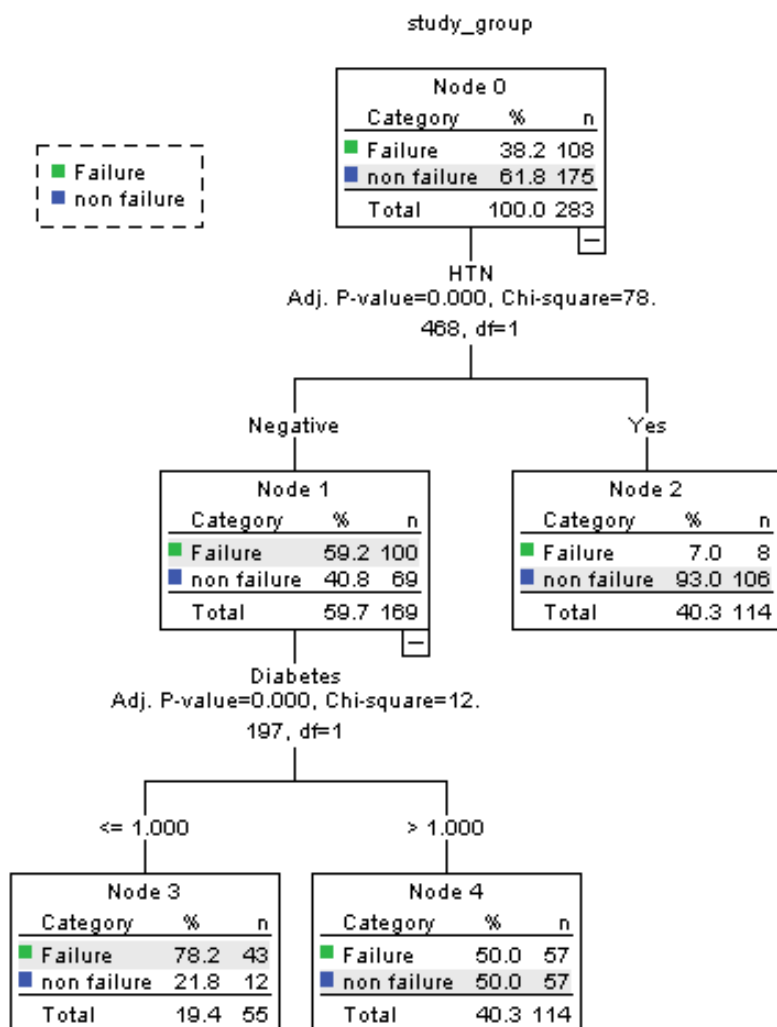 study_group
Failure
non failure
Node 0
Category % n
Failure 38.2 108
non failure 61.8 175
Total 100.0 283
HTN
Adj. P-value=0.000, Chi-square=78.
468, df=1
Negative
Yes
Node 1
Category % n
Failure 59.2 100
non failure 40.8 69
Total 59.7 169
Node 2
Category % n
Failure 7.0 8
non failure 93.0 106
Total 40.3 114
Diabetes
Adj. P-value=0.000, Chi-square=12.
197, df=1
<= 1.000
> 1.000
Node 3
Category % n
Failure 78.2 43
non failure 21.8 12
Total 19.4 55
Node 4
Category % n
Failure 50.0 57
non failure 50.0 57
Total 40.3 114